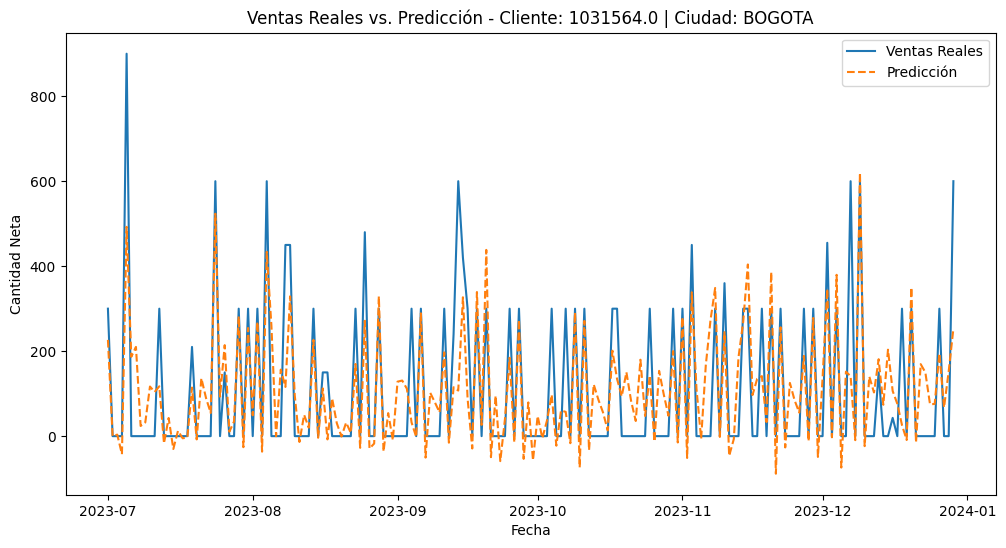 Ventas Reales vs. Predicción - Cliente: 1031564.0 | Ciudad: BOGOTA
Ventas Reales
Predicción
Cantidad Neta
800
600
400
200
0
2023-07
2023-08
2023-09
2023-10
2023-11
2023-12
2024-01
Fecha